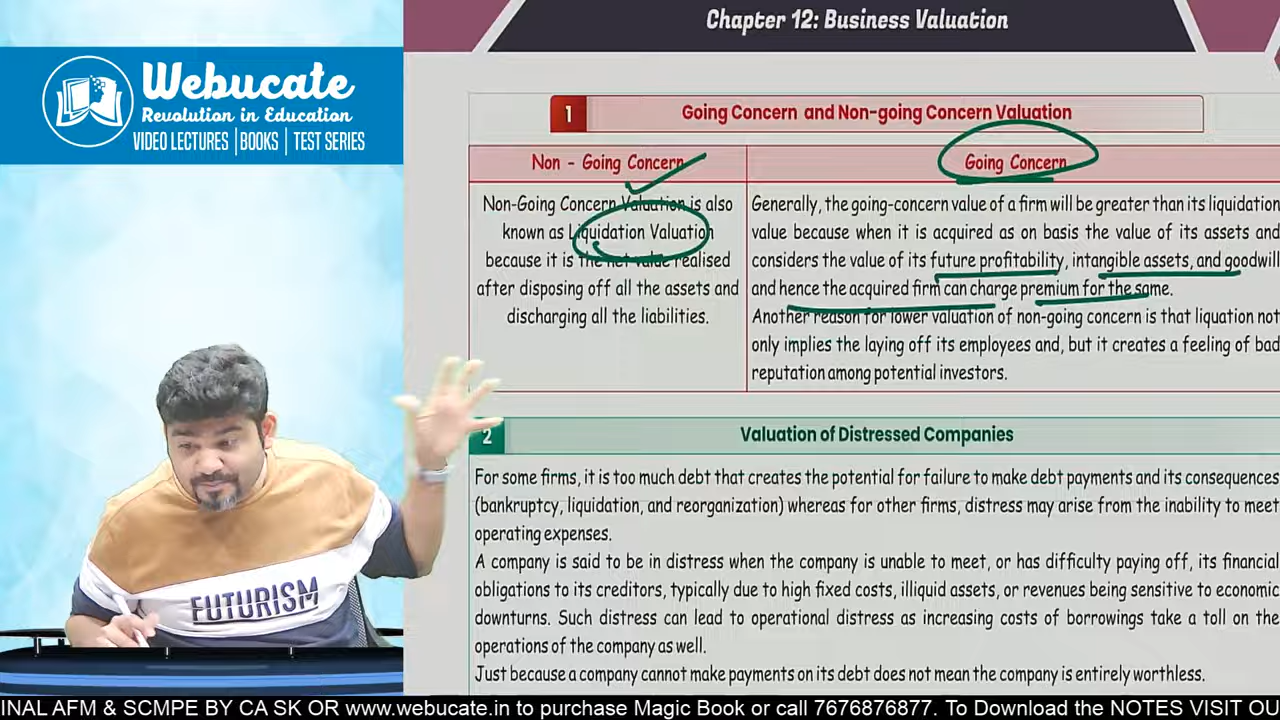 Chapter 12: Business Valuation
Webucate
Revolution in Education
VIDEO LECTURES | BOOKS | TEST SERIES
1 Going Concern and Non-going Concern Valuation
Non - Going Concern
Going Concern
Non-Going Concern Valuation is also
known as Liquidation Valuation
because it is the net value realised
after disposing off all the assets and
discharging all the liabilities.
Generally, the going-concern value of a firm will be greater than its liquidation
value because when it is acquired as on basis the value of its assets and
considers the value of its future profitability, intangible assets, and goodwill
and hence the acquired firm can charge premium for the same.
Another reason for lower valuation of non-going concern is that liquation not
only implies the laying off its employees and, but it creates a feeling of bad
reputation among potential investors.
2 Valuation of Distressed Companies
For some firms, it is too much debt that creates the potential for failure to make debt payments and its consequences
(bankruptcy, liquidation, and reorganization) whereas for other firms, distress may arise from the inability to meet
operating expenses.
A company is said to be in distress when the company is unable to meet, or has difficulty paying off, its financial
obligations to its creditors, typically due to high fixed costs, illiquid assets, or revenues being sensitive to economic
downturns. Such distress can lead to operational distress as increasing costs of borrowings take a toll on the
operations of the company as well.
Just because a company cannot make payments on its debt does not mean the company is entirely worthless.
FUTURISM
INAL AFM & SCMPE BY CA SK OR www.webucate.in to purchase Magic Book or call 7676876877. To Download the NOTES VISIT OU